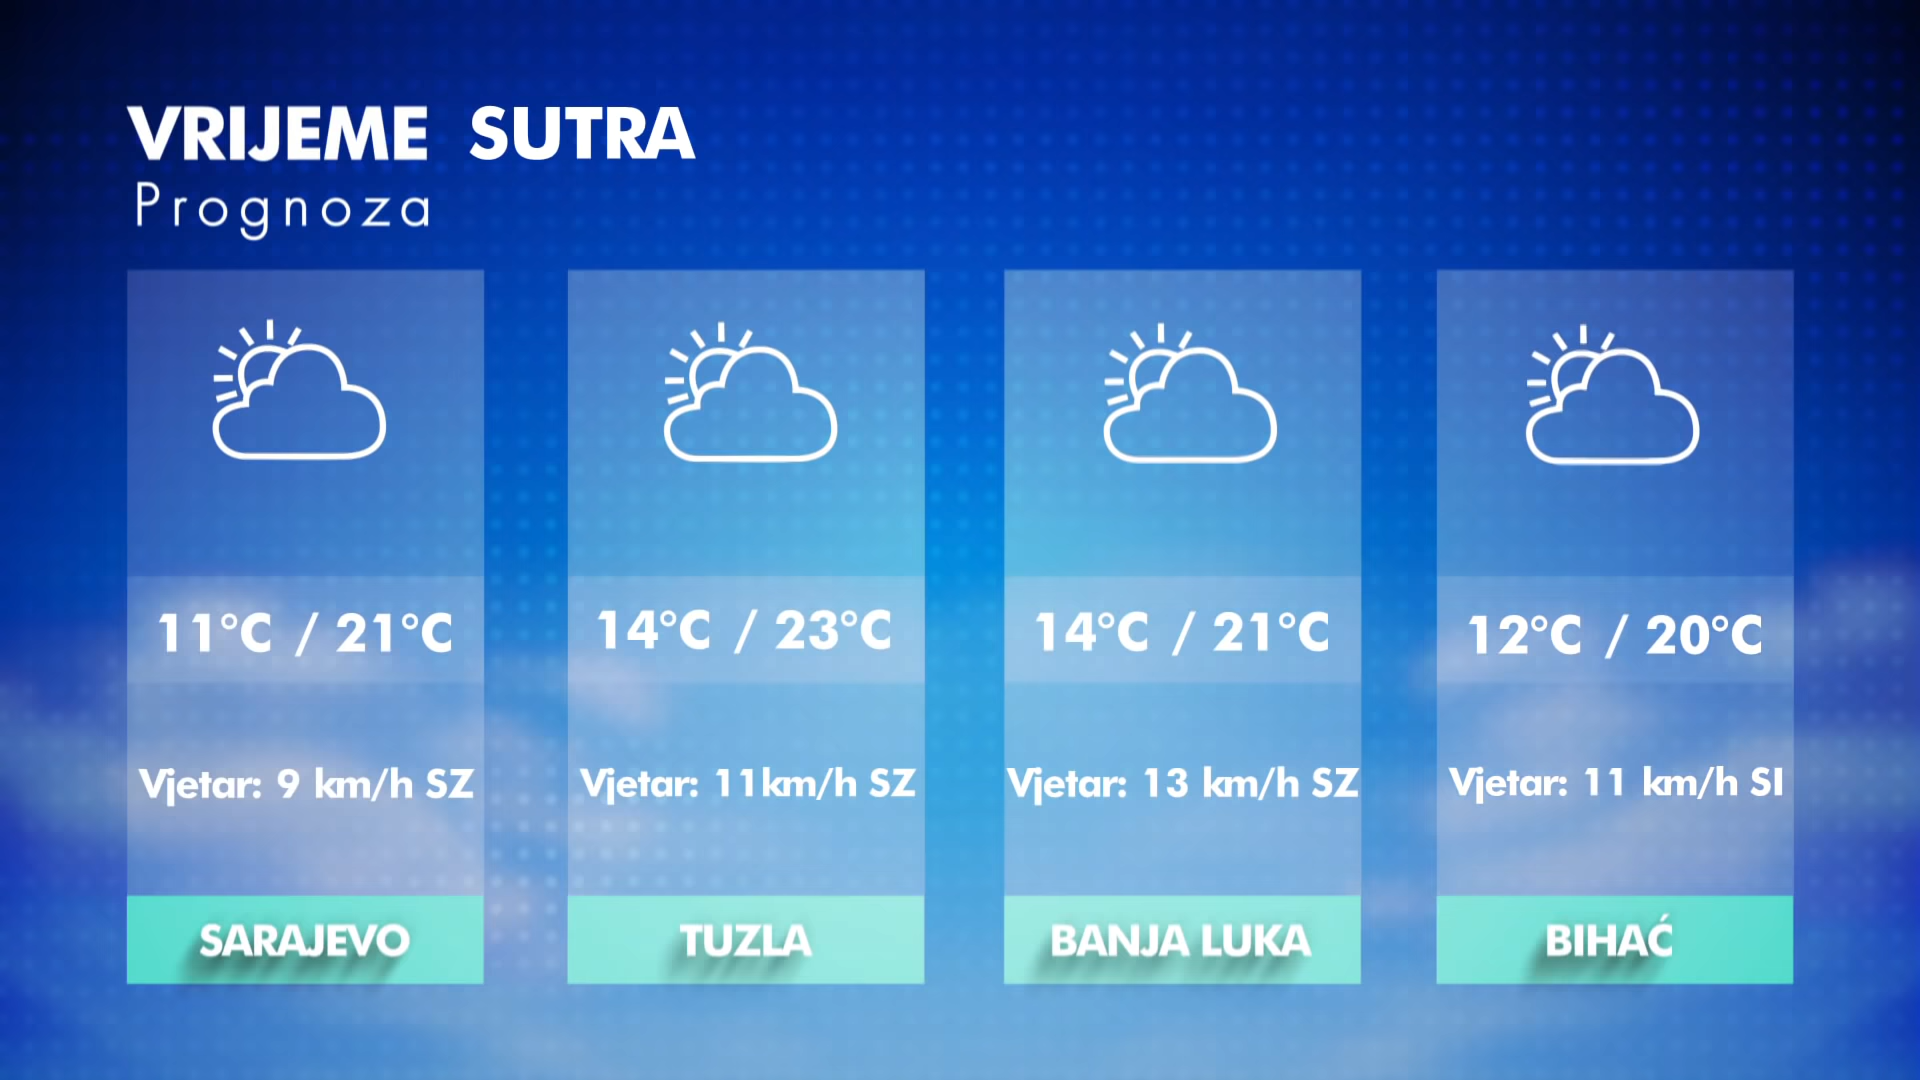 VRIJEME SUTRA
Prognoza
11°C / 21°C
Vjetar: 9 km/h SZ
SARAJEVO
14°C / 23°C
Vjetar: 11km/h SZ
TUZLA
14°C / 21°C
Vjetar: 13 km/h SZ
BANJA LUKA
12°C / 20°C
Vjetar: 11 km/h SI
BIHAĆ